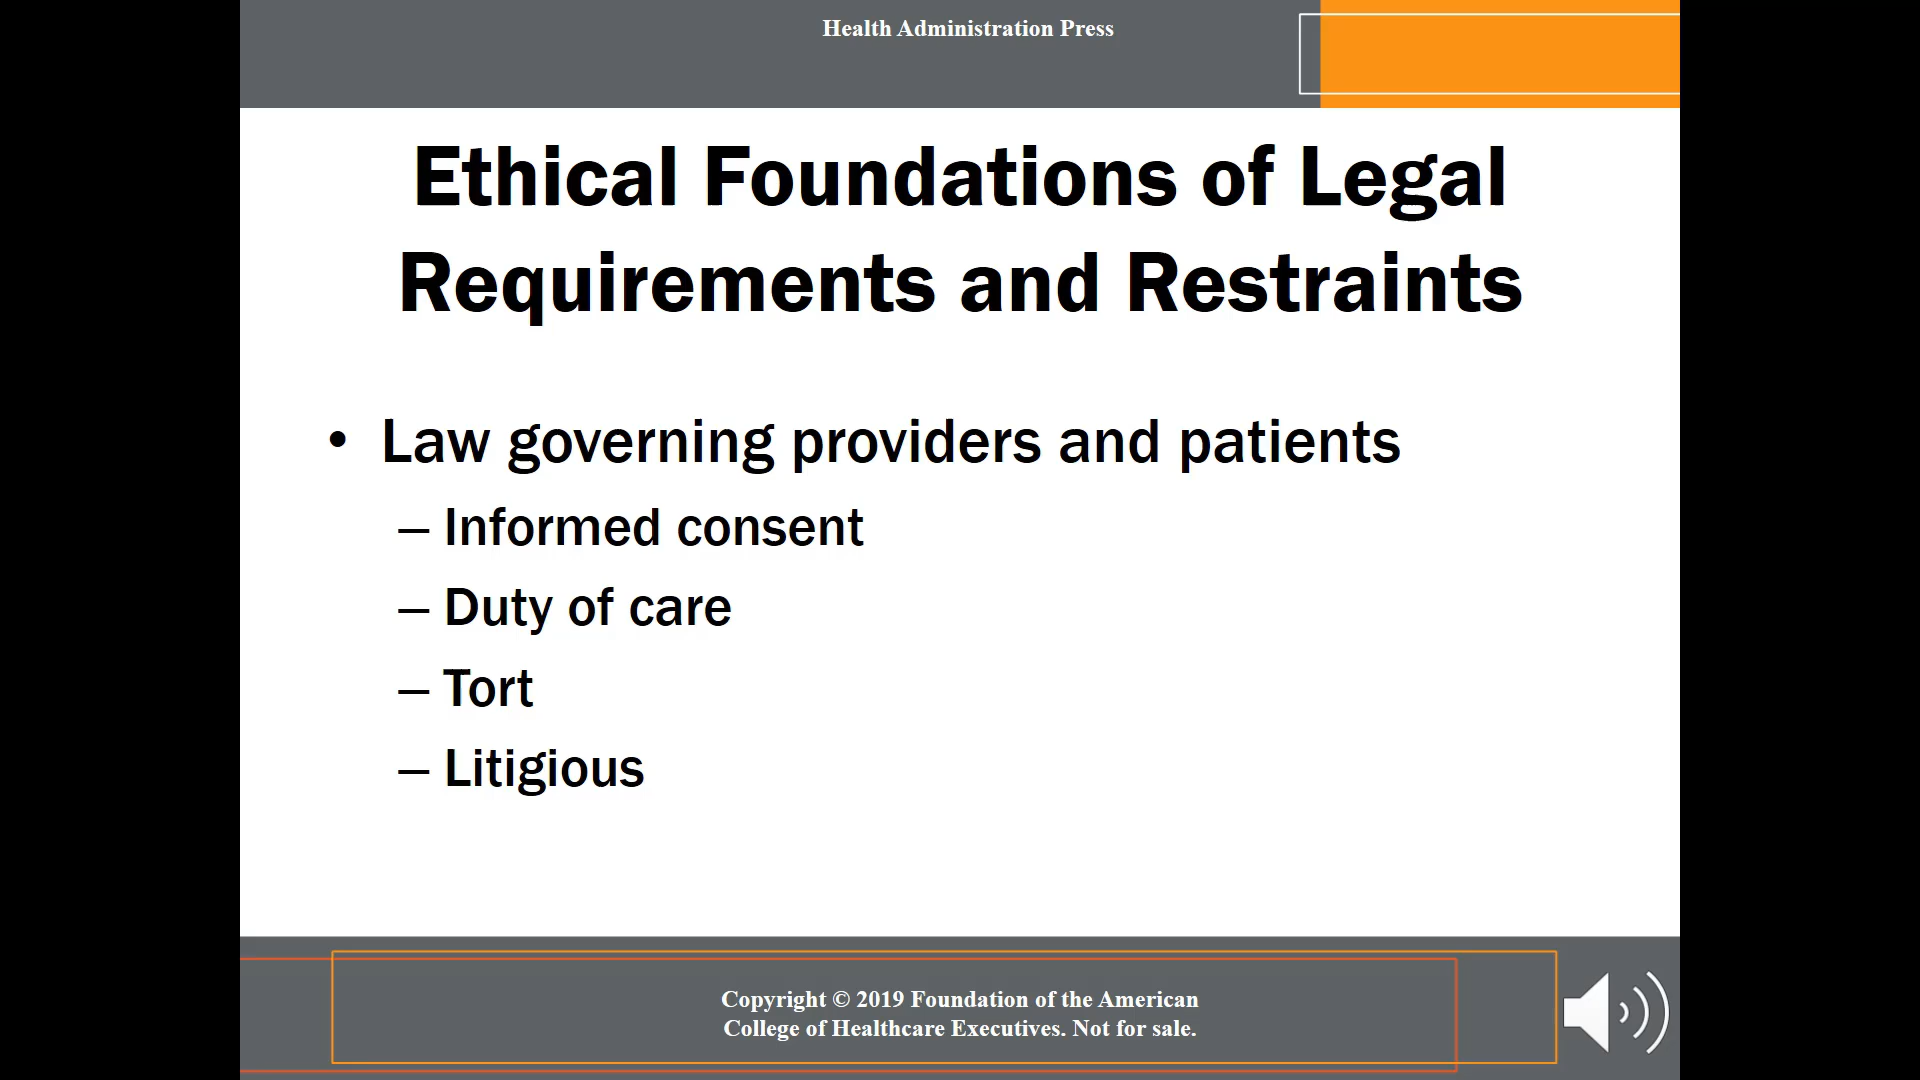 Health Administration Press
Ethical Foundations of Legal
Requirements and Restraints
• Law governing providers and patients
– Informed consent
– Duty of care
– Tort
– Litigious
Copyright © 2019 Foundation of the American
College of Healthcare Executives. Not for sale.